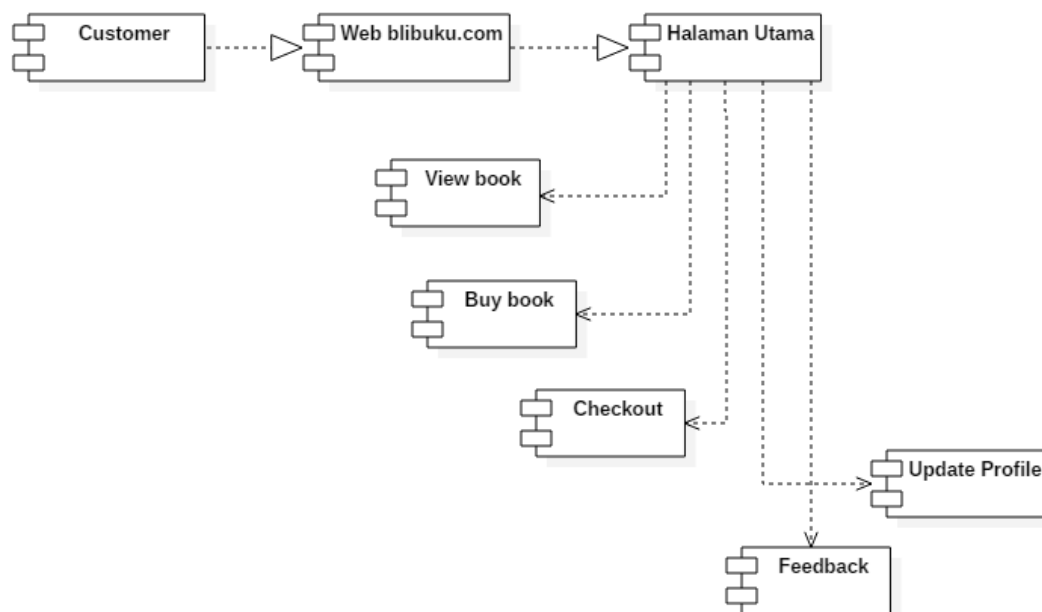 Customer
Web blibuku.com
Halaman Utama
View book
Buy book
Checkout
Update Profile
Feedback